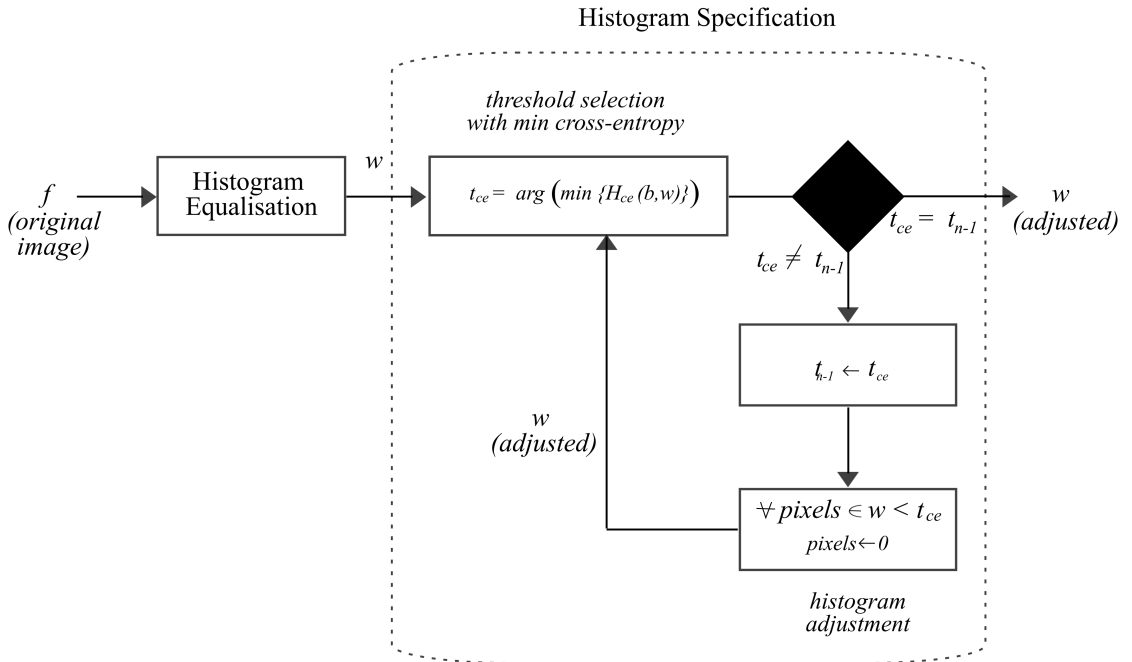 Histogram Specification
threshold selection
with min cross-entropy
f
(original
image)
Histogram
Equalisation
w
t_ce = arg (min {H_ce (b,w)})
t_ce = t_n-1
w
(adjusted)
t_ce ≠ t_n-1
t_n-1 ← t_ce
w
(adjusted)
∀ pixels ∈ w < t_ce
pixels←0
histogram
adjustment